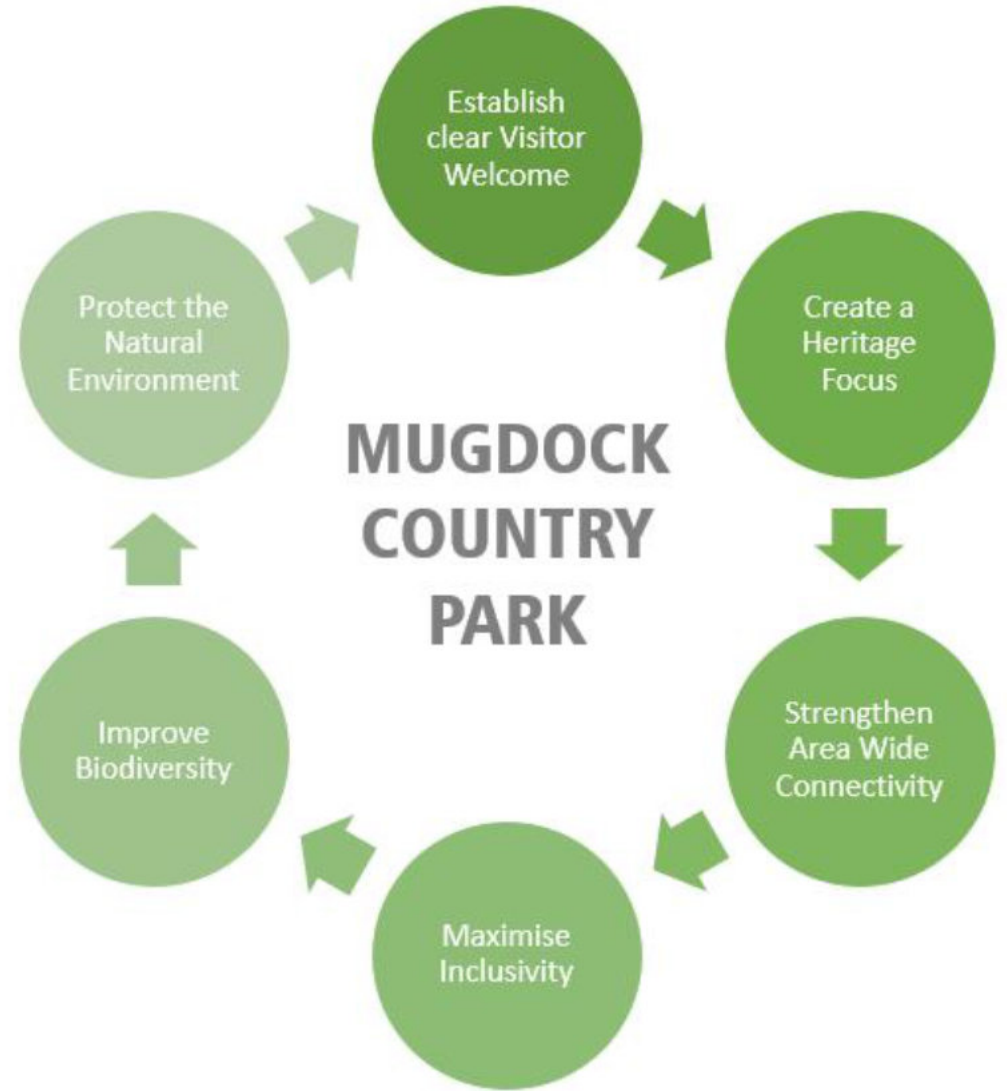 Establish
clear Visitor
Welcome
Create a
Heritage
Focus
Strengthen
Area Wide
Connectivity
Maximise
Inclusivity
Improve
Biodiversity
Protect the
Natural
Environment
MUGDOCK
COUNTRY
PARK